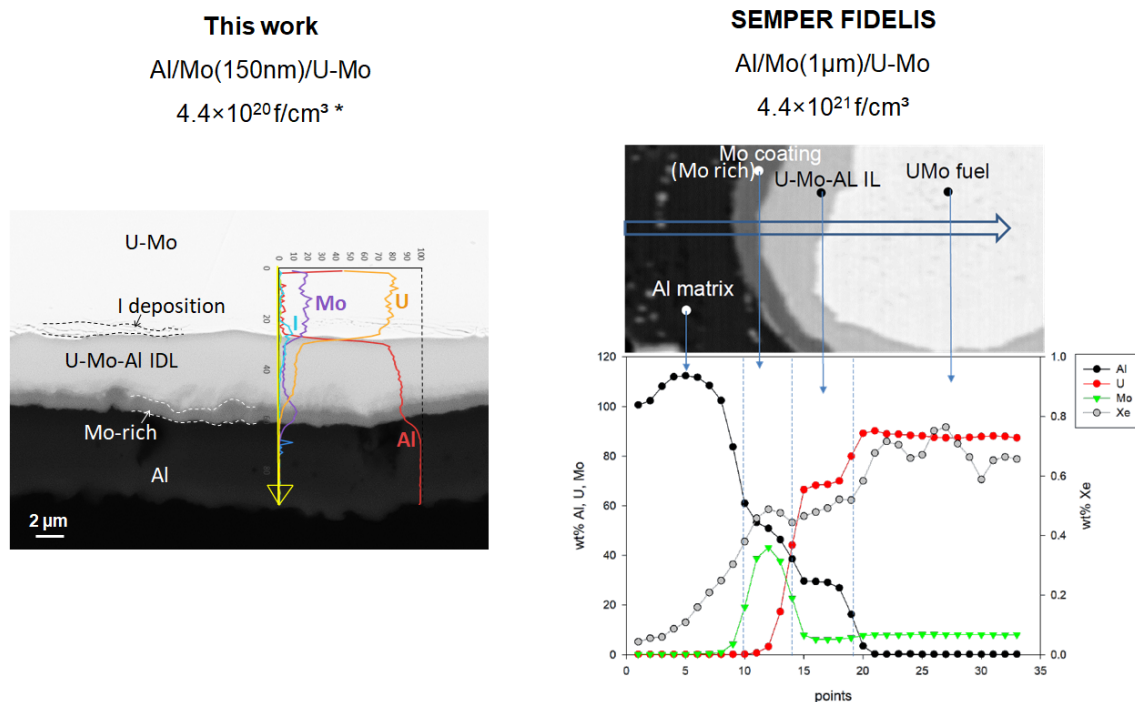 This work
Al/Mo(150nm)/U-Mo
4.4×10²⁰ f/cm³ *
U-Mo
I deposition
U-Mo-Al IDL
Mo-rich
Al
2 µm
0 10 20 30 40 50 60 70 80 90 100
0
20
40
Mo
U
I
Al
SEMPER FIDELIS
Al/Mo(1µm)/U-Mo
4.4×10²¹ f/cm³
Mo coating
(Mo rich)
U-Mo-AL IL
UMo fuel
Al matrix
120
100
80
60
40
20
0
wt% Al, U, Mo
1.0
0.8
0.6
0.4
0.2
0.0
wt% Xe
Al
U
Mo
Xe
0 5 10 15 20 25 30 35
points